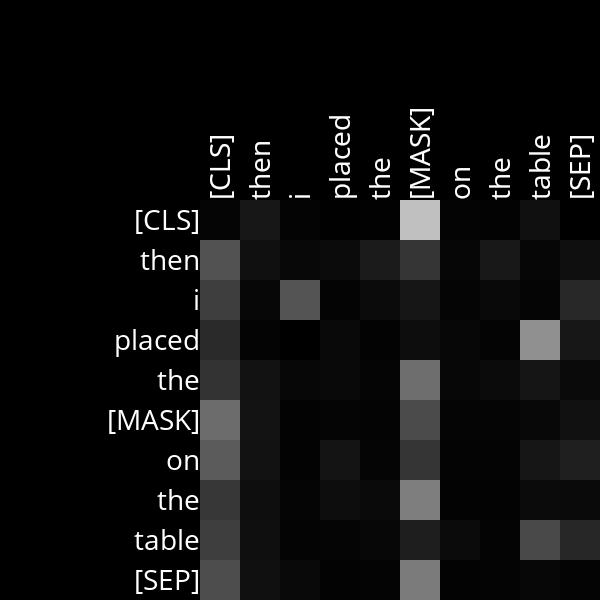 [CLS] then i placed the [MASK] on the table [SEP]
[CLS]
then
i
placed
the
[MASK]
on
the
table
[SEP]